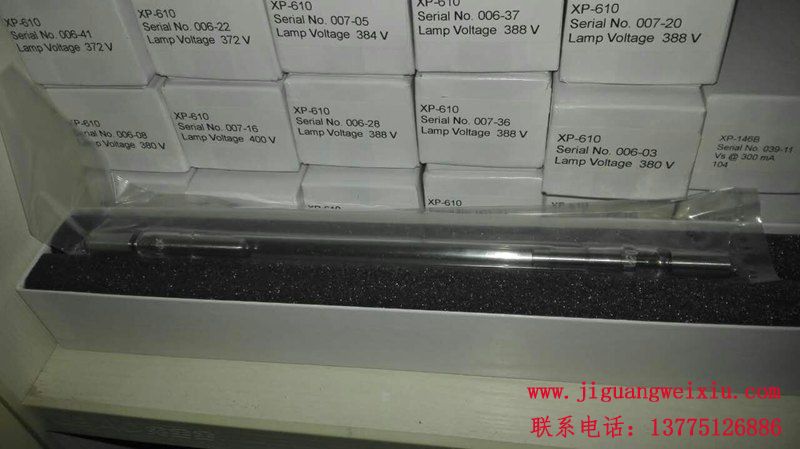 XP-610
Serial No. 006-41
Lamp Voltage 372 V
XP-610
Serial No. 006-22
Lamp Voltage 372 V
XP-610
Serial No. 007-05
Lamp Voltage 384 V
XP-610
Serial No. 006-37
Lamp Voltage 388 V
XP-610
Serial No. 007-20
Lamp Voltage 388 V
XP-610
Serial No. 006-08
Lamp Voltage 380 V
XP-610
Serial No. 007-16
Lamp Voltage 400 V
XP-610
Serial No. 006-28
Lamp Voltage 388 V
XP-610
Serial No. 007-36
Lamp Voltage 388 V
XP-610
Serial No. 006-03
Lamp Voltage 380 V
XP-146B
Serial No. 039-11
Vs @ 300 mA
104
XP-610
XP-610
XP-610
www.jiguangweixiu.com
联系电话：13775126886